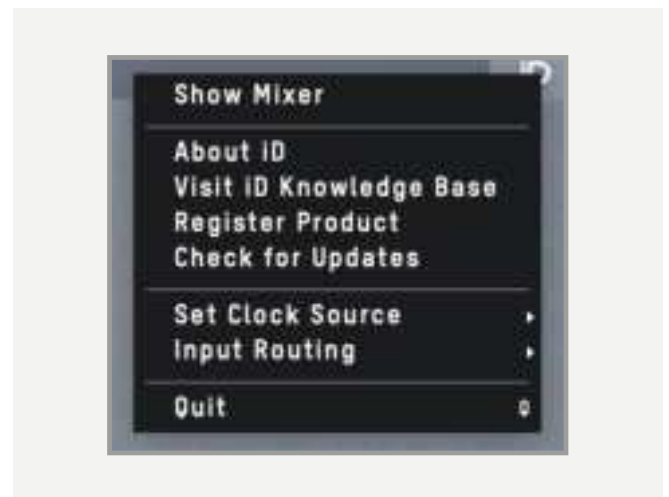 iD
Show Mixer
About iD
Visit iD Knowledge Base
Register Product
Check for Updates
Set Clock Source
Input Routing
Quit